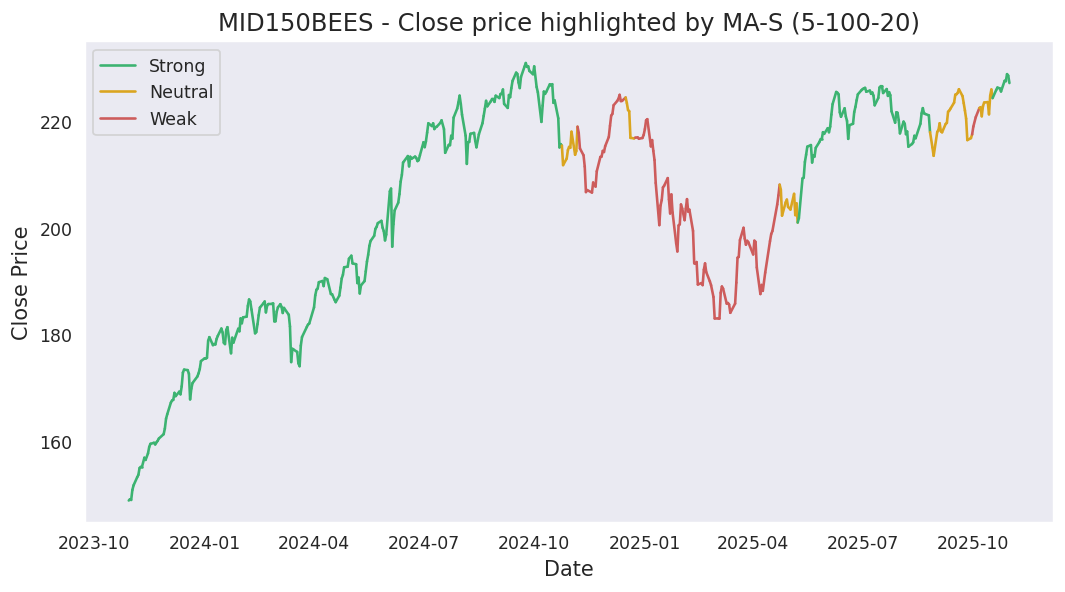 MID150BEES - Close price highlighted by MA-S (5-100-20)
Strong
Neutral
Weak
Close Price
220
200
180
160
2023-10 2024-01 2024-04 2024-07 2024-10 2025-01 2025-04 2025-07 2025-10
Date